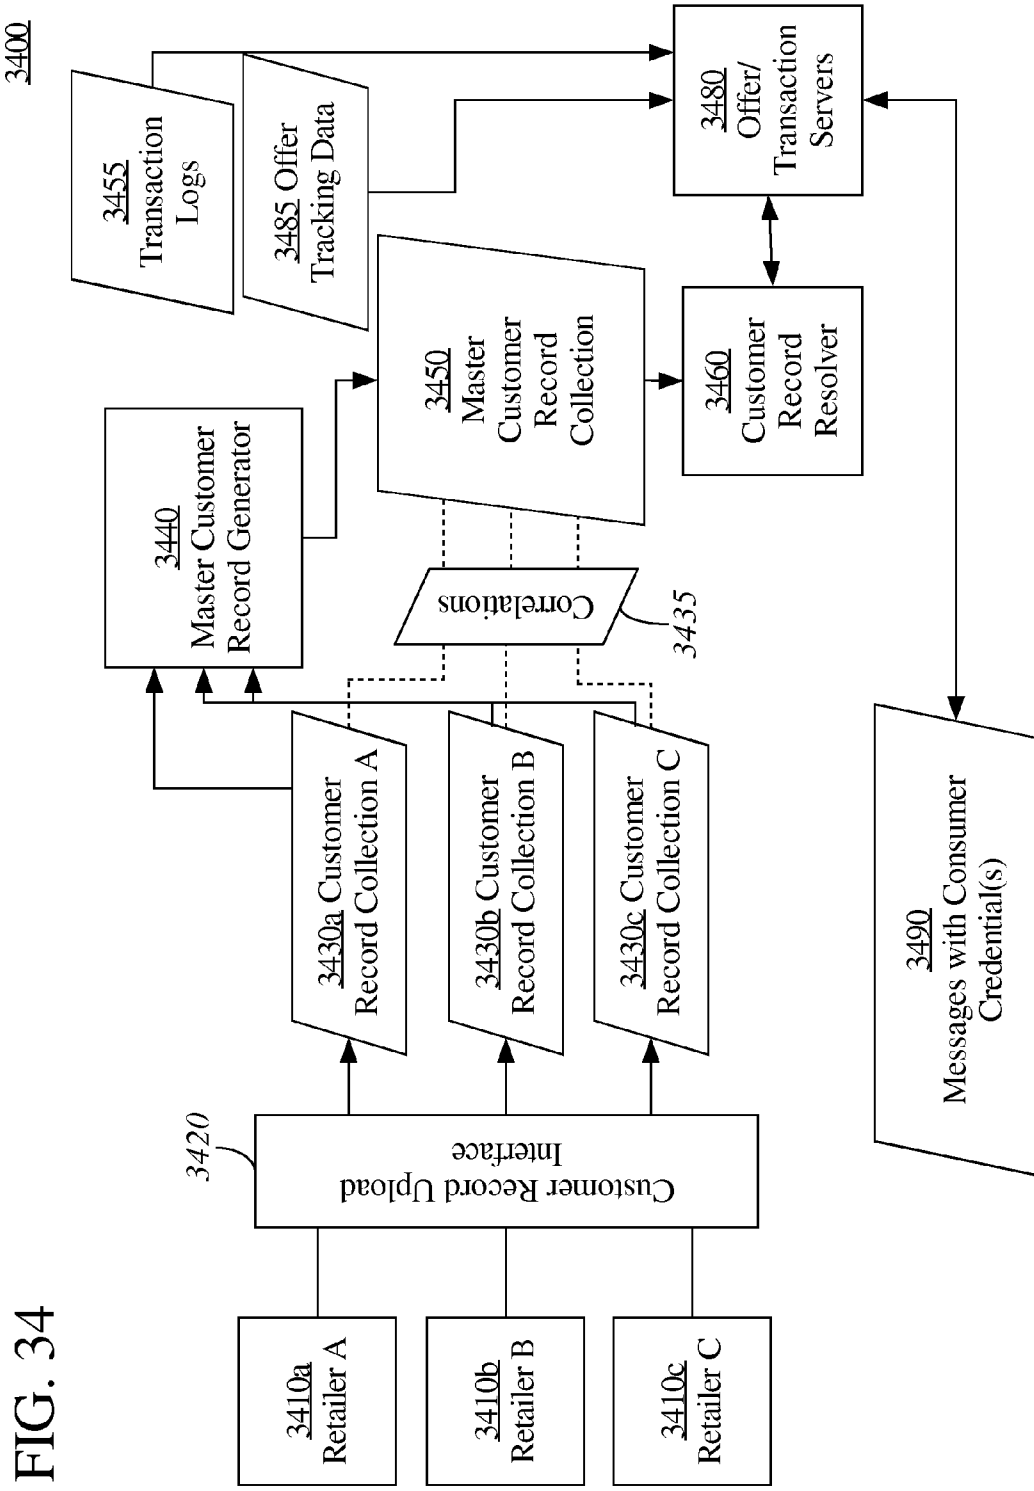 FIG. 34
3400
3410a
Retailer A
3410b
Retailer B
3410c
Retailer C
3420
Customer Record Upload
Interface
3430a Customer
Record Collection A
3430b Customer
Record Collection B
3430c Customer
Record Collection C
3440
Master Customer
Record Generator
Correlations
3435
3450
Master
Customer
Record
Collection
3455
Transaction
Logs
3485 Offer
Tracking Data
3460
Customer
Record
Resolver
3480
Offer/
Transaction
Servers
3490
Messages with Consumer
Credential(s)